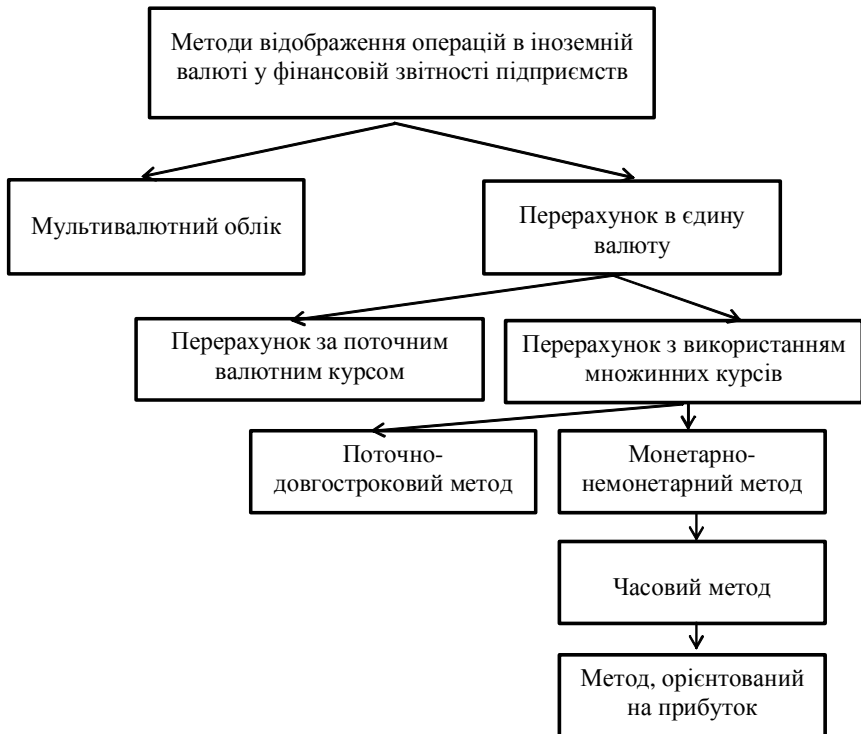 Методи відображення операцій в іноземній
валюті у фінансовій звітності підприємств
Мультивалютний облік
Перерахунок в єдину
валюту
Перерахунок за поточним
валютним курсом
Перерахунок з використанням
множинних курсів
Поточно-
довгостроковий метод
Монетарно-
немонетарний метод
Часовий метод
Метод, орієнтований
на прибуток